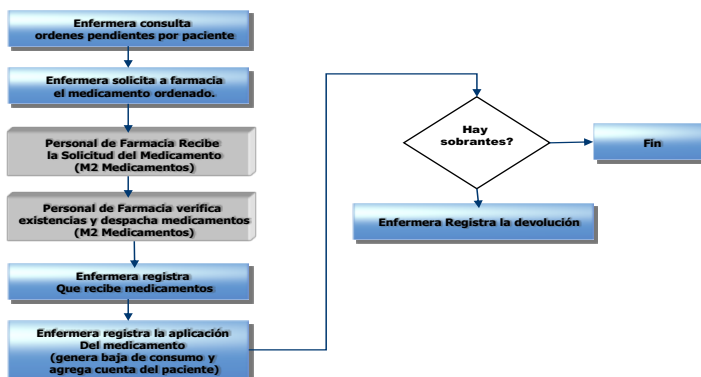 Enfermera consulta
ordenes pendientes por paciente
Enfermera solicita a farmacia
el medicamento ordenado.
Personal de Farmacia Recibe
la Solicitud del Medicamento
(M2 Medicamentos)
Personal de Farmacia verifica
existencias y despacha medicamentos
(M2 Medicamentos)
Enfermera registra
Que recibe medicamentos
Enfermera registra la aplicación
Del medicamento
(genera baja de consumo y
agrega cuenta del paciente)
Hay
sobrantes?
Fin
Enfermera Registra la devolución